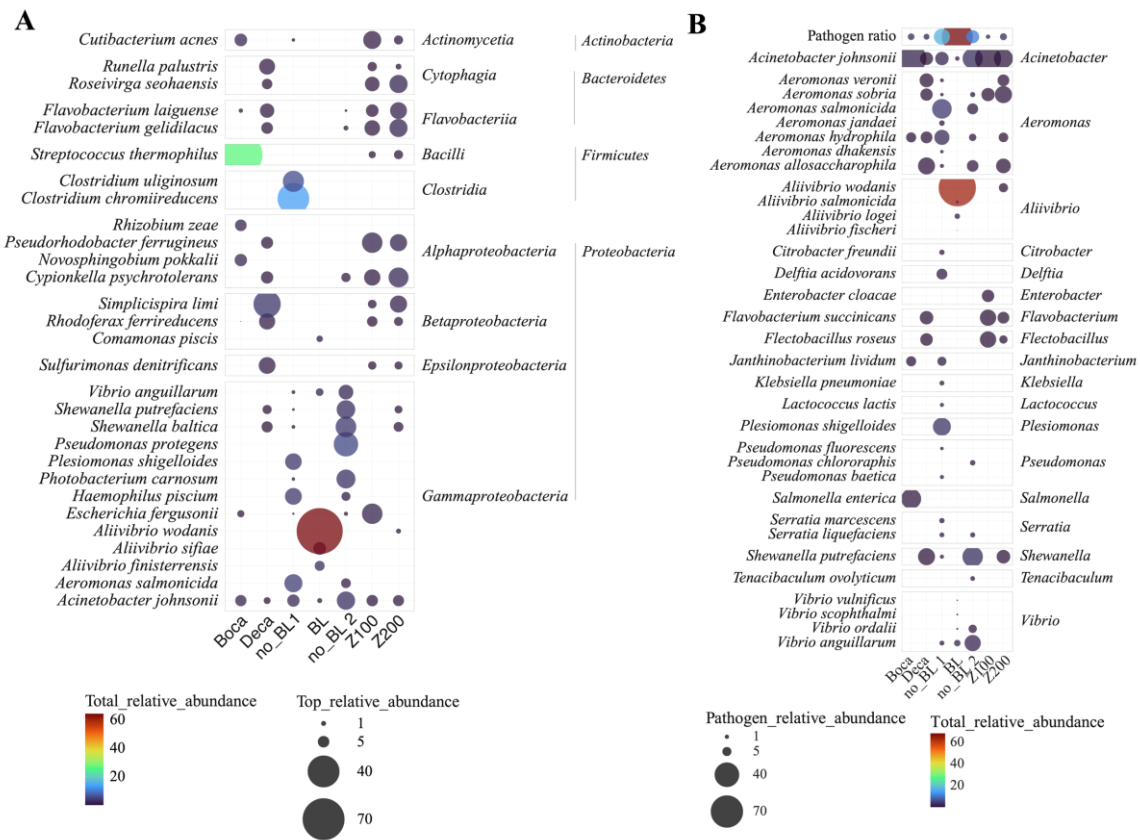 A
Cutibacterium acnes
Actinomycetia
Actinobacteria
Runella palustris
Roseivirga seohaensis
Cytophagia
Bacteroidetes
Flavobacterium laiguense
Flavobacterium gelidilacus
Flavobacteriia
Streptococcus thermophilus
Bacilli
Firmicutes
Clostridium uliginosum
Clostridium chromiireducens
Clostridia
Rhizobium zeae
Pseudorhodobacter ferrugineus
Novosphingobium pokkalii
Cypionkella psychrotolerans
Alphaproteobacteria
Proteobacteria
Simplicispira limi
Rhodoferax ferrireducens
Comamonas piscis
Betaproteobacteria
Sulfurimonas denitrificans
Epsilonproteobacteria
Vibrio anguillarum
Shewanella putrefaciens
Shewanella baltica
Pseudomonas protegens
Plesiomonas shigelloides
Photobacterium carnosum
Haemophilus piscium
Escherichia fergusonii
Aliivibrio wodanis
Aliivibrio sifiae
Aliivibrio finisterrensis
Aeromonas salmonicida
Acinetobacter johnsonii
Gammaproteobacteria
Boca
Deca
no_BL1
BL
no_BL2
Z100
Z200
Total_relative_abundance
60
40
20
Top_relative_abundance
1
5
40
70
B
Pathogen ratio
Acinetobacter johnsonii
Acinetobacter
Aeromonas veronii
Aeromonas sobria
Aeromonas salmonicida
Aeromonas jandaei
Aeromonas hydrophila
Aeromonas dhakensis
Aeromonas allosaccharophila
Aeromonas
Aliivibrio wodanis
Aliivibrio salmonicida
Aliivibrio logei
Aliivibrio fischeri
Aliivibrio
Citrobacter freundii
Citrobacter
Delftia acidovorans
Delftia
Enterobacter cloacae
Enterobacter
Flavobacterium succinicans
Flavobacterium
Flectobacillus roseus
Flectobacillus
Janthinobacterium lividum
Janthinobacterium
Klebsiella pneumoniae
Klebsiella
Lactococcus lactis
Lactococcus
Plesiomonas shigelloides
Plesiomonas
Pseudomonas fluorescens
Pseudomonas chlororaphis
Pseudomonas baetica
Pseudomonas
Salmonella enterica
Salmonella
Serratia marcescens
Serratia liquefaciens
Serratia
Shewanella putrefaciens
Shewanella
Tenacibaculum ovolyticum
Tenacibaculum
Vibrio vulnificus
Vibrio scophthalmi
Vibrio ordalii
Vibrio anguillarum
Vibrio
Boca
Deca
no_BL 1
BL
no_BL 2
Z100
Z200
Pathogen_relative_abundance
1
5
40
70
Total_relative_abundance
60
40
20
0